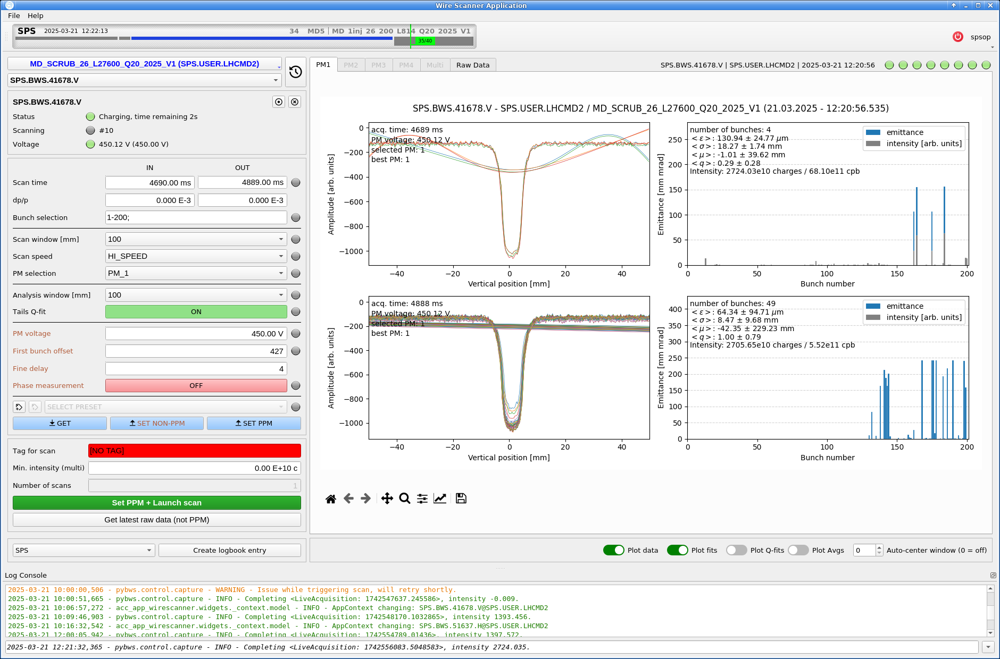 Wire Scanner Application
File Help
SPS 2025-03-21 12:22:13 34 MD5 | MD 1inj 26 200 L814 Q20 2025 V1
35/40
spsop
MD_SCRUB_26_L27600_Q20_2025_V1 (SPS.USER.LHCMD2)
SPS.BWS.41678.V
SPS.BWS.41678.V
Status Charging, time remaining 2s
Scanning #10
Voltage 450.12 V (450.00 V)
IN OUT
Scan time 4690.00 ms 4889.00 ms
dp/p 0.000 E-3 0.000 E-3
Bunch selection 1-200;
Scan window [mm] 100
Scan speed HI_SPEED
PM selection PM_1
Analysis window [mm] 100
Tails Q-fit ON
PM voltage 450.00 V
First bunch offset 427
Fine delay 4
Phase measurement OFF
SELECT PRESET
GET SET NON-PPM SET PPM
Tag for scan [NO TAG]
Min. intensity (multi) 0.00 E+10 c
Number of scans 1
Set PPM + Launch scan
Get latest raw data (not PPM)
SPS Create logbook entry
PM1 PM2 PM3 PM4 Multi Raw Data
SPS.BWS.41678.V | SPS.USER.LHCMD2 | 2025-03-21 12:20:56
SPS.BWS.41678.V - SPS.USER.LHCMD2 / MD_SCRUB_26_L27600_Q20_2025_V1 (21.03.2025 - 12:20:56.535)
acq. time: 4689 ms
PM voltage: 450.12 V
selected PM: 1
best PM: 1
0
−200
−400
−600
−800
−1000
Amplitude [arb. units]
−40 −20 0 20 40
Vertical position [mm]
number of bunches: 4
< ε >: 130.94 ± 24.77 μm
< σ >: 18.27 ± 1.74 mm
< μ >: -1.01 ± 39.62 mm
< q >: 0.29 ± 0.28
Intensity: 2724.03e10 charges / 68.10e11 cpb
emittance
intensity [arb. units]
250
200
150
100
50
0
Emittance [mm mrad]
0 50 100 150 200
Bunch number
acq. time: 4888 ms
PM voltage: 450.12 V
selected PM: 1
best PM: 1
0
−200
−400
−600
−800
−1000
Amplitude [arb. units]
−40 −20 0 20 40
Vertical position [mm]
number of bunches: 49
< ε >: 64.34 ± 94.71 μm
< σ >: 8.47 ± 9.68 mm
< μ >: -42.35 ± 229.23 mm
< q >: 1.00 ± 0.79
Intensity: 2705.65e10 charges / 5.52e11 cpb
emittance
intensity [arb. units]
400
350
300
250
200
150
100
50
0
Emittance [mm mrad]
0 50 100 150 200
Bunch number
Plot data Plot fits Plot Q-fits Plot Avgs 0 Auto-center window (0 = off)
Log Console
2025-03-21 10:00:00,506 - pybws.control.capture - WARNING - Issue while triggering scan, will retry shortly.
2025-03-21 10:00:51,665 - pybws.control.capture - INFO - Completing <LiveAcquisition: 1742547637.245586>, intensity -0.009.
2025-03-21 10:06:57,272 - acc_app_wirescanner.widgets._context.model - INFO - AppContext changing: SPS.BWS.41678.V@SPS.USER.LHCMD2
2025-03-21 10:09:46,903 - pybws.control.capture - INFO - Completing <LiveAcquisition: 1742548170.1032865>, intensity 1393.456.
2025-03-21 10:16:32,542 - acc_app_wirescanner.widgets._context.model - INFO - AppContext changing: SPS.BWS.51637.H@SPS.USER.LHCMD2
2025-03-21 12:00:05,942 - pybws.control.capture - INFO - Completing <LiveAcquisition: 1742554789.01436>, intensity 1397.572.
2025-03-21 12:21:32,365 - pybws.control.capture - INFO - Completing <LiveAcquisition: 1742556083.5048583>, intensity 2724.035.